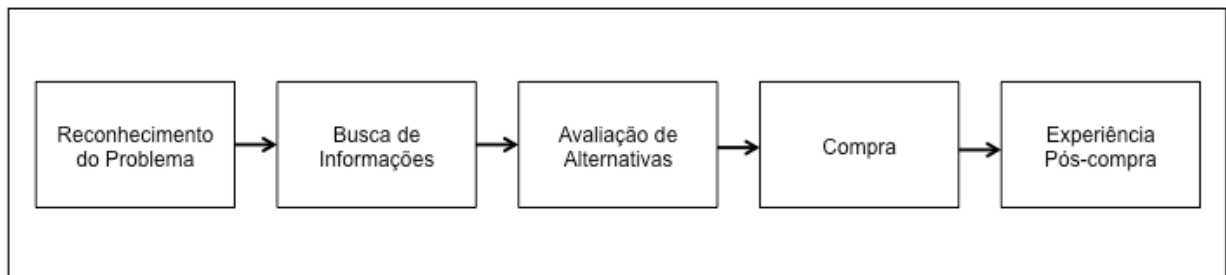 Reconhecimento
do Problema
Busca de
Informações
Avaliação de
Alternativas
Compra
Experiência
Pós-compra